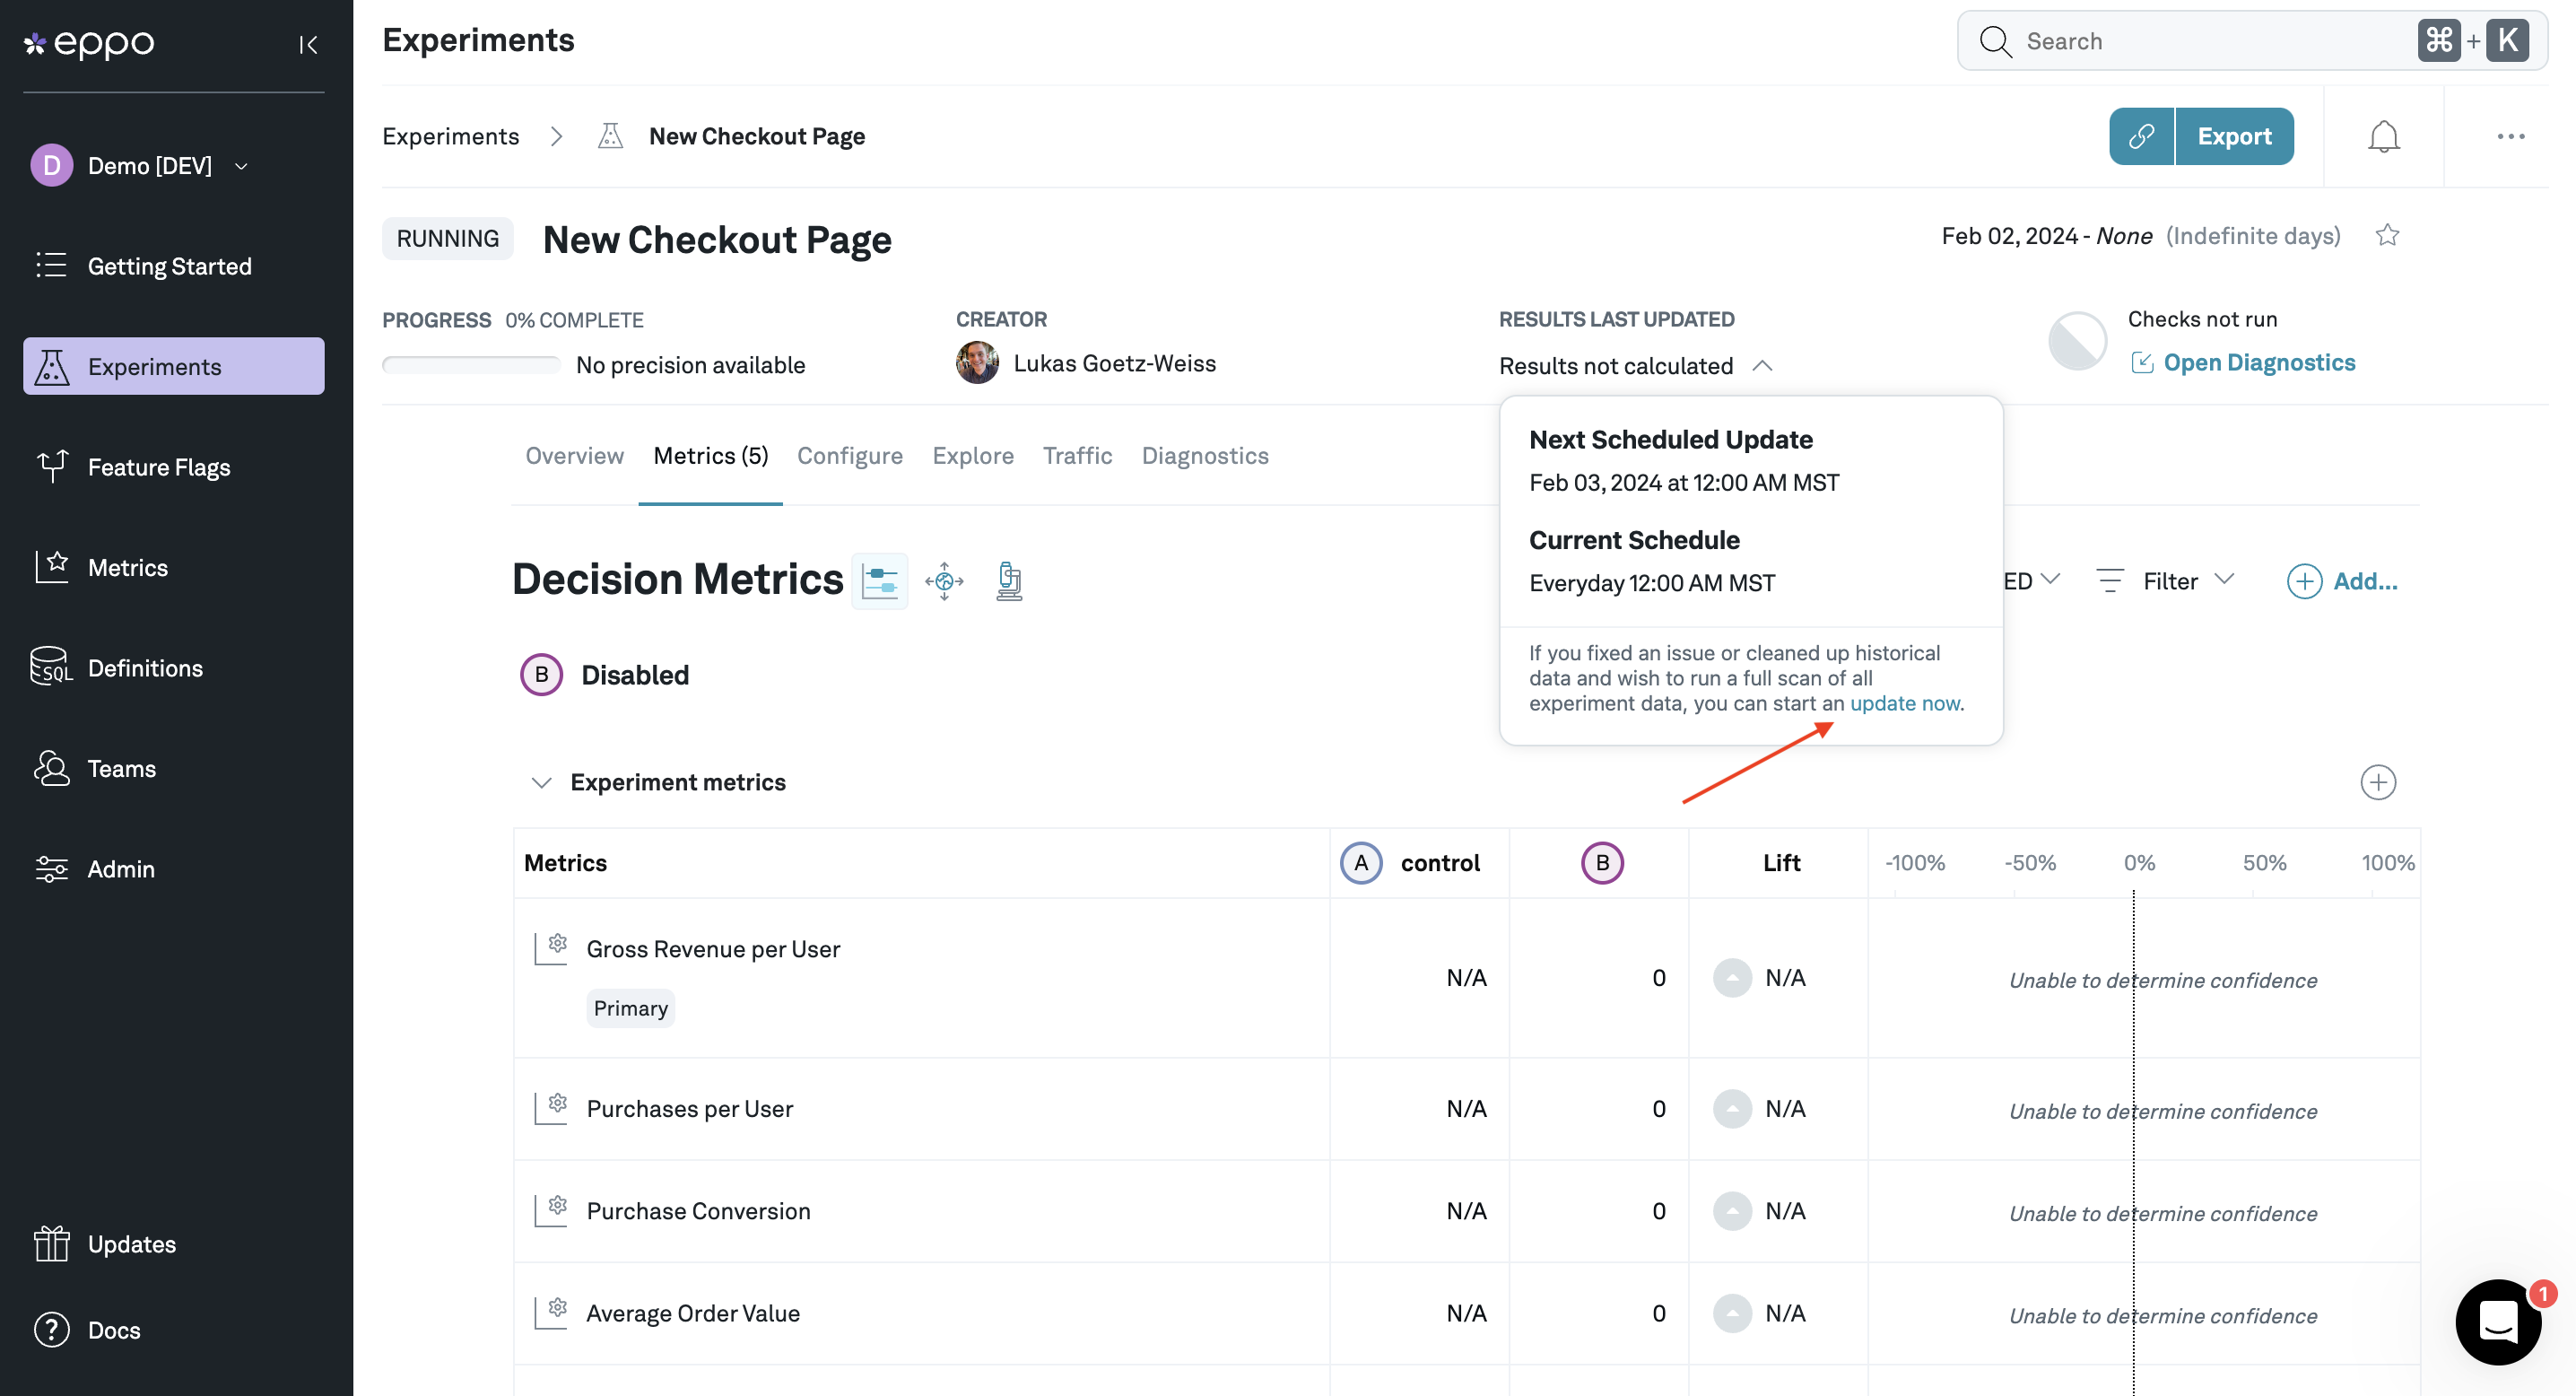 eppo
Experiments
Search
⌘ + K
D Demo [DEV]
Getting Started
Experiments
Feature Flags
Metrics
SQL Definitions
Teams
Admin
Updates
? Docs
Experiments > New Checkout Page
Export
RUNNING New Checkout Page
Feb 02, 2024 - None (Indefinite days)
PROGRESS 0% COMPLETE
No precision available
CREATOR
Lukas Goetz-Weiss
RESULTS LAST UPDATED
Results not calculated
Checks not run
Open Diagnostics
Overview Metrics (5) Configure Explore Traffic Diagnostics
Next Scheduled Update
Feb 03, 2024 at 12:00 AM MST
Current Schedule
Everyday 12:00 AM MST
If you fixed an issue or cleaned up historical
data and wish to run a full scan of all
experiment data, you can start an update now.
Decision Metrics
ED Filter Add...
B Disabled
Experiment metrics
Metrics A control B Lift -100% -50% 0% 50% 100%
Gross Revenue per User
Primary
N/A 0 N/A Unable to determine confidence
Purchases per User N/A 0 N/A Unable to determine confidence
Purchase Conversion N/A 0 N/A Unable to determine confidence
Average Order Value N/A 0 N/A Unable to determine confidence
1